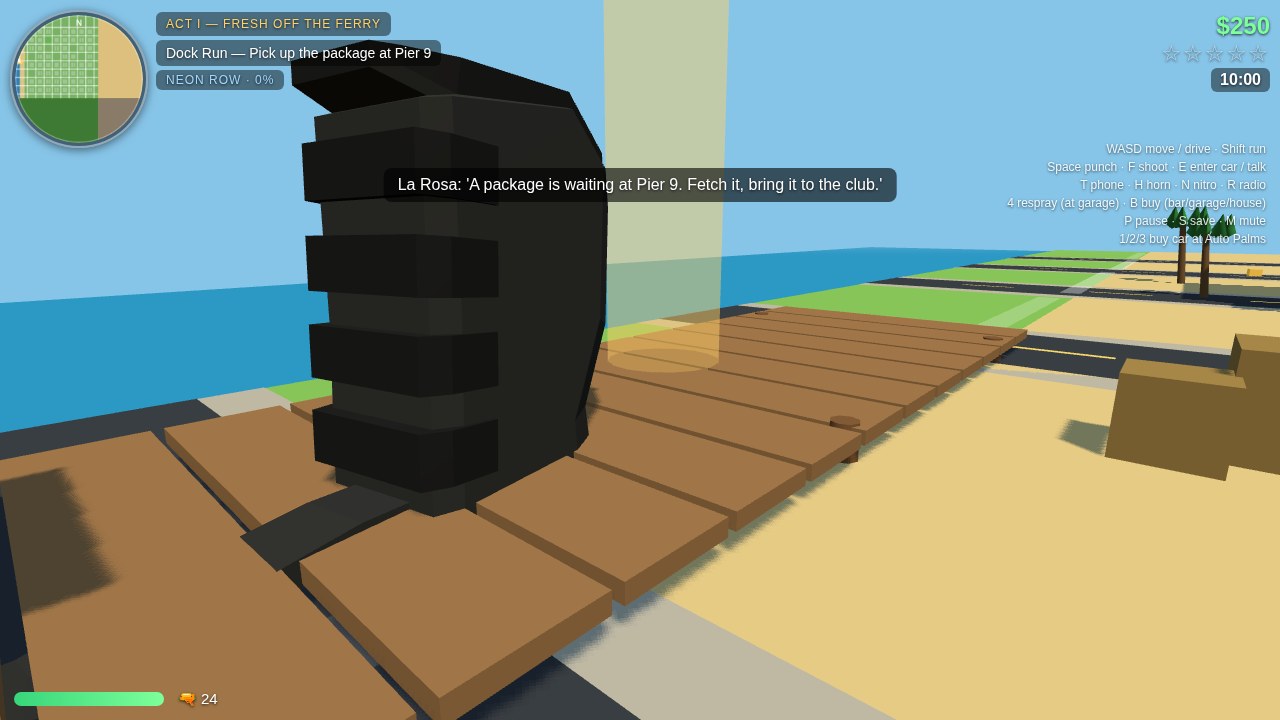 N
ACT I — FRESH OFF THE FERRY
Dock Run — Pick up the package at Pier 9
NEON ROW · 0%
$250
10:00
WASD move / drive · Shift run
Space punch · F shoot · E enter car / talk
T phone · H horn · N nitro · R radio
4 respray (at garage) · B buy (bar/garage/house)
P pause · S save · M mute
1/2/3 buy car at Auto Palms
La Rosa: 'A package is waiting at Pier 9. Fetch it, bring it to the club.'
24